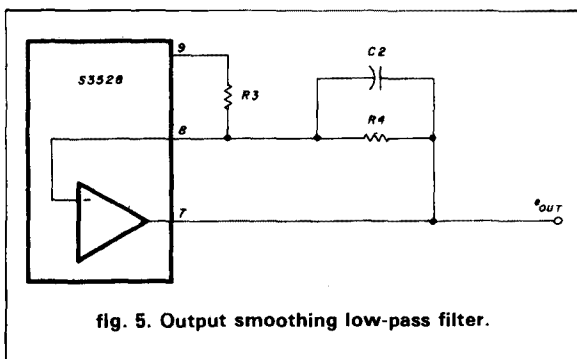 9
S3528
C2
R3
8
R4
7
eOUT
fig. 5. Output smoothing low-pass filter.